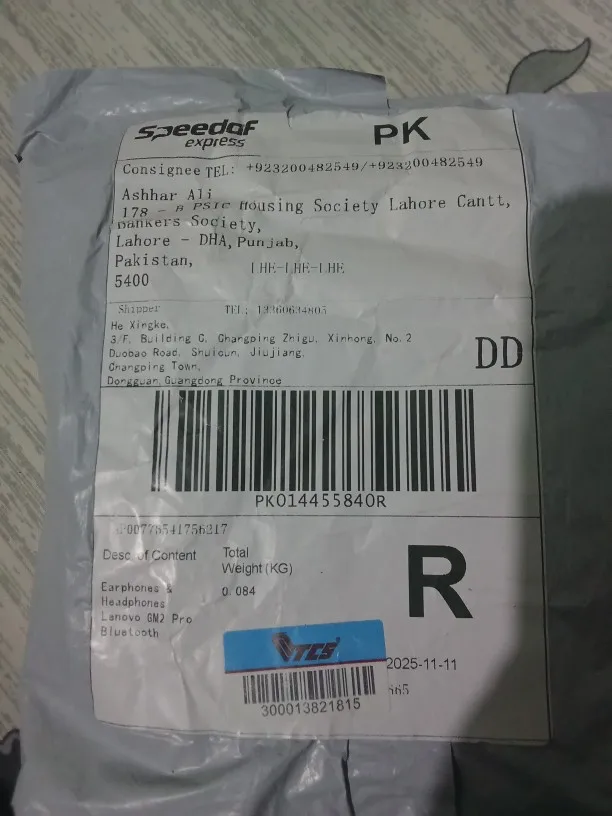 speedaf PK
express
Consignee TEL: +923200482549/+923200482549
Ashhar Ali
178 - B PSIC Housing Society Lahore Cantt,
Bankers Society,
Lahore - DHA, Punjab,
Pakistan, LHE-LHE-LHE
5400
Shipper TEL: 13360634805
He Xingke,
3/F, Building C, Changping Zhigu, Xinhong, No. 2
Duobao Road, Shuicun, Jiujiang,
Changping Town,
Dongguan, Guangdong Province
DD
PK014455840R
Desc of Content Total
Weight (KG)
Earphones & 0. 084
Headphones
Lanovo GM2 Pro
Bluetooth
R
TCS
2025-11-11
300013821815